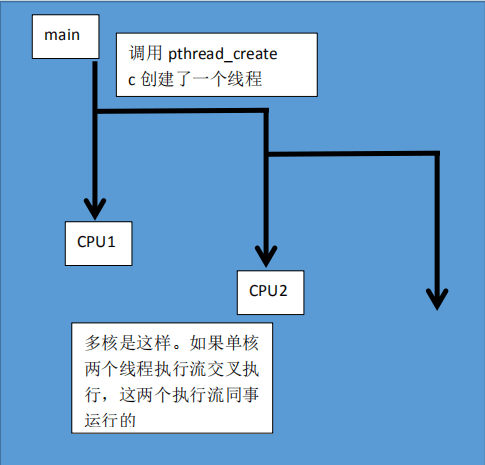 main
调用 pthread_create
c 创建了一个线程
CPU1
CPU2
多核是这样。如果单核
两个线程执行流交叉执
行，这两个执行流同事
运行的